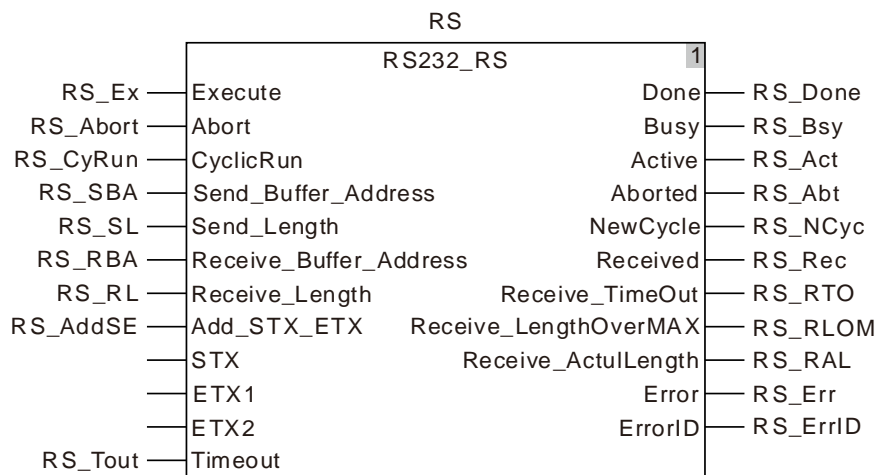 RS
RS232_RS 1
RS_Ex Execute Done RS_Done
RS_Abort Abort Busy RS_Bsy
RS_CyRun CyclicRun Active RS_Act
RS_SBA Send_Buffer_Address Aborted RS_Abt
RS_SL Send_Length NewCycle RS_NCyc
RS_RBA Receive_Buffer_Address Received RS_Rec
RS_RL Receive_Length Receive_TimeOut RS_RTO
RS_AddSE Add_STX_ETX Receive_LengthOverMAX RS_RLOM
STX Receive_ActulLength RS_RAL
ETX1 Error RS_Err
ETX2 ErrorID RS_ErrID
RS_Tout Timeout